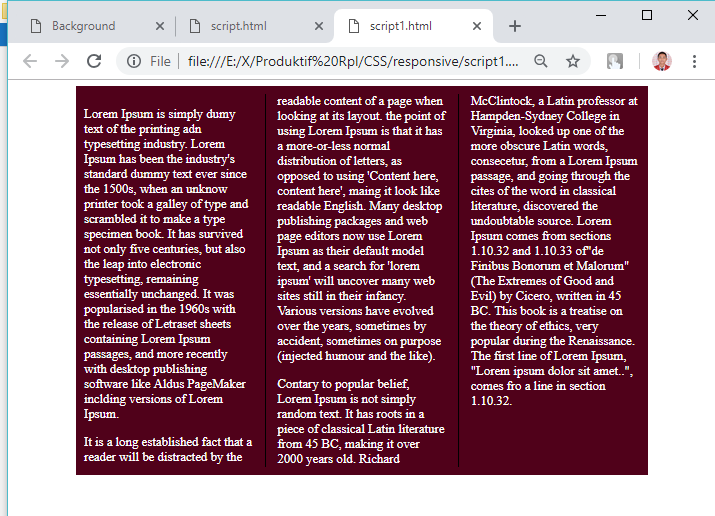 Background
script.html
script1.html
File
file:///E:/X/Produktif%20Rpl/CSS/responsive/script1....
Lorem Ipsum is simply dumy
text of the printing adn
typesetting industry. Lorem
Ipsum has been the industry's
standard dummy text ever since
the 1500s, when an unknow
printer took a galley of type and
scrambled it to make a type
specimen book. It has survived
not only five centuries, but also
the leap into electronic
typesetting, remaining
essentially unchanged. It was
popularised in the 1960s with
the release of Letraset sheets
containing Lorem Ipsum
passages, and more recently
with desktop publishing
software like Aldus PageMaker
inclding versions of Lorem
Ipsum.
It is a long established fact that a
reader will be distracted by the
readable content of a page when
looking at its layout. the point of
using Lorem Ipsum is that it has
a more-or-less normal
distribution of letters, as
opposed to using 'Content here,
content here', maing it look like
readable English. Many desktop
publishing packages and web
page editors now use Lorem
Ipsum as their default model
text, and a search for 'lorem
ipsum' will uncover many web
sites still in their infancy.
Various versions have evolved
over the years, sometimes by
accident, sometimes on purpose
(injected humour and the like).
Contary to popular belief,
Lorem Ipsum is not simply
random text. It has roots in a
piece of classical Latin literature
from 45 BC, making it over
2000 years old. Richard
McClintock, a Latin professor at
Hampden-Sydney College in
Virginia, looked up one of the
more obscure Latin words,
consecetur, from a Lorem Ipsum
passage, and going through the
cites of the word in classical
literature, discovered the
undoubtable source. Lorem
Ipsum comes from sections
1.10.32 and 1.10.33 of"de
Finibus Bonorum et Malorum"
(The Extremes of Good and
Evil) by Cicero, written in 45
BC. This book is a treatise on
the theory of ethics, very
popular during the Renaissance.
The first line of Lorem Ipsum,
"Lorem ipsum dolor sit amet..",
comes fro a line in section
1.10.32.